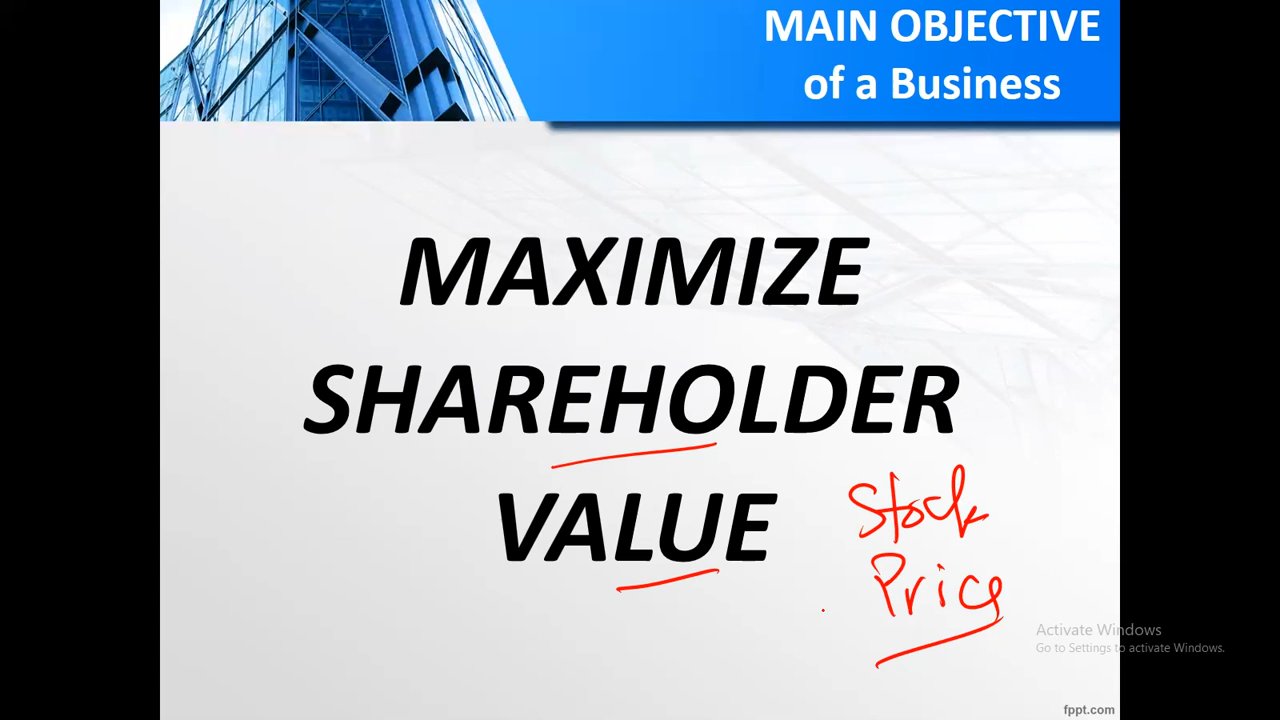 MAIN OBJECTIVE
of a Business
MAXIMIZE
SHAREHOLDER
VALUE
Stock
Price
Activate Windows
Go to Settings to activate Windows.
fppt.com